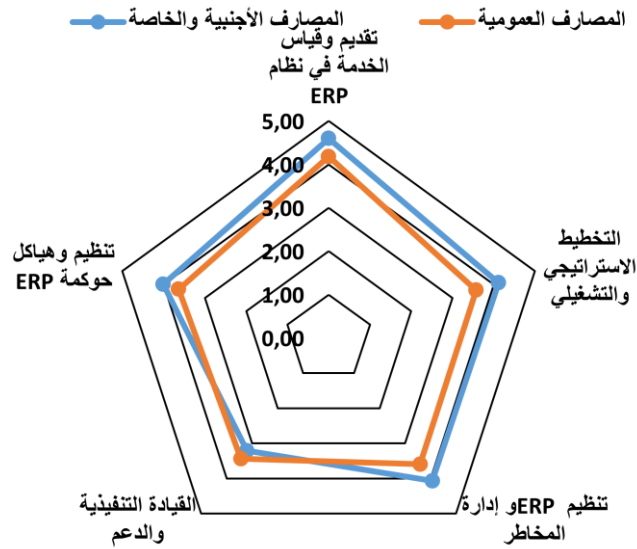 المصارف العمومية
المصارف الأجنبية والخاصة
تقديم وقياس
الخدمة في نظام
ERP
5,00
4,00
3,00
2,00
1,00
0,00
التخطيط
الاستراتيجي
والتشغيلي
تنظيم ERPو إدارة
المخاطر
القيادة التنفيذية
والدعم
تنظيم وهياكل
حوكمة ERP